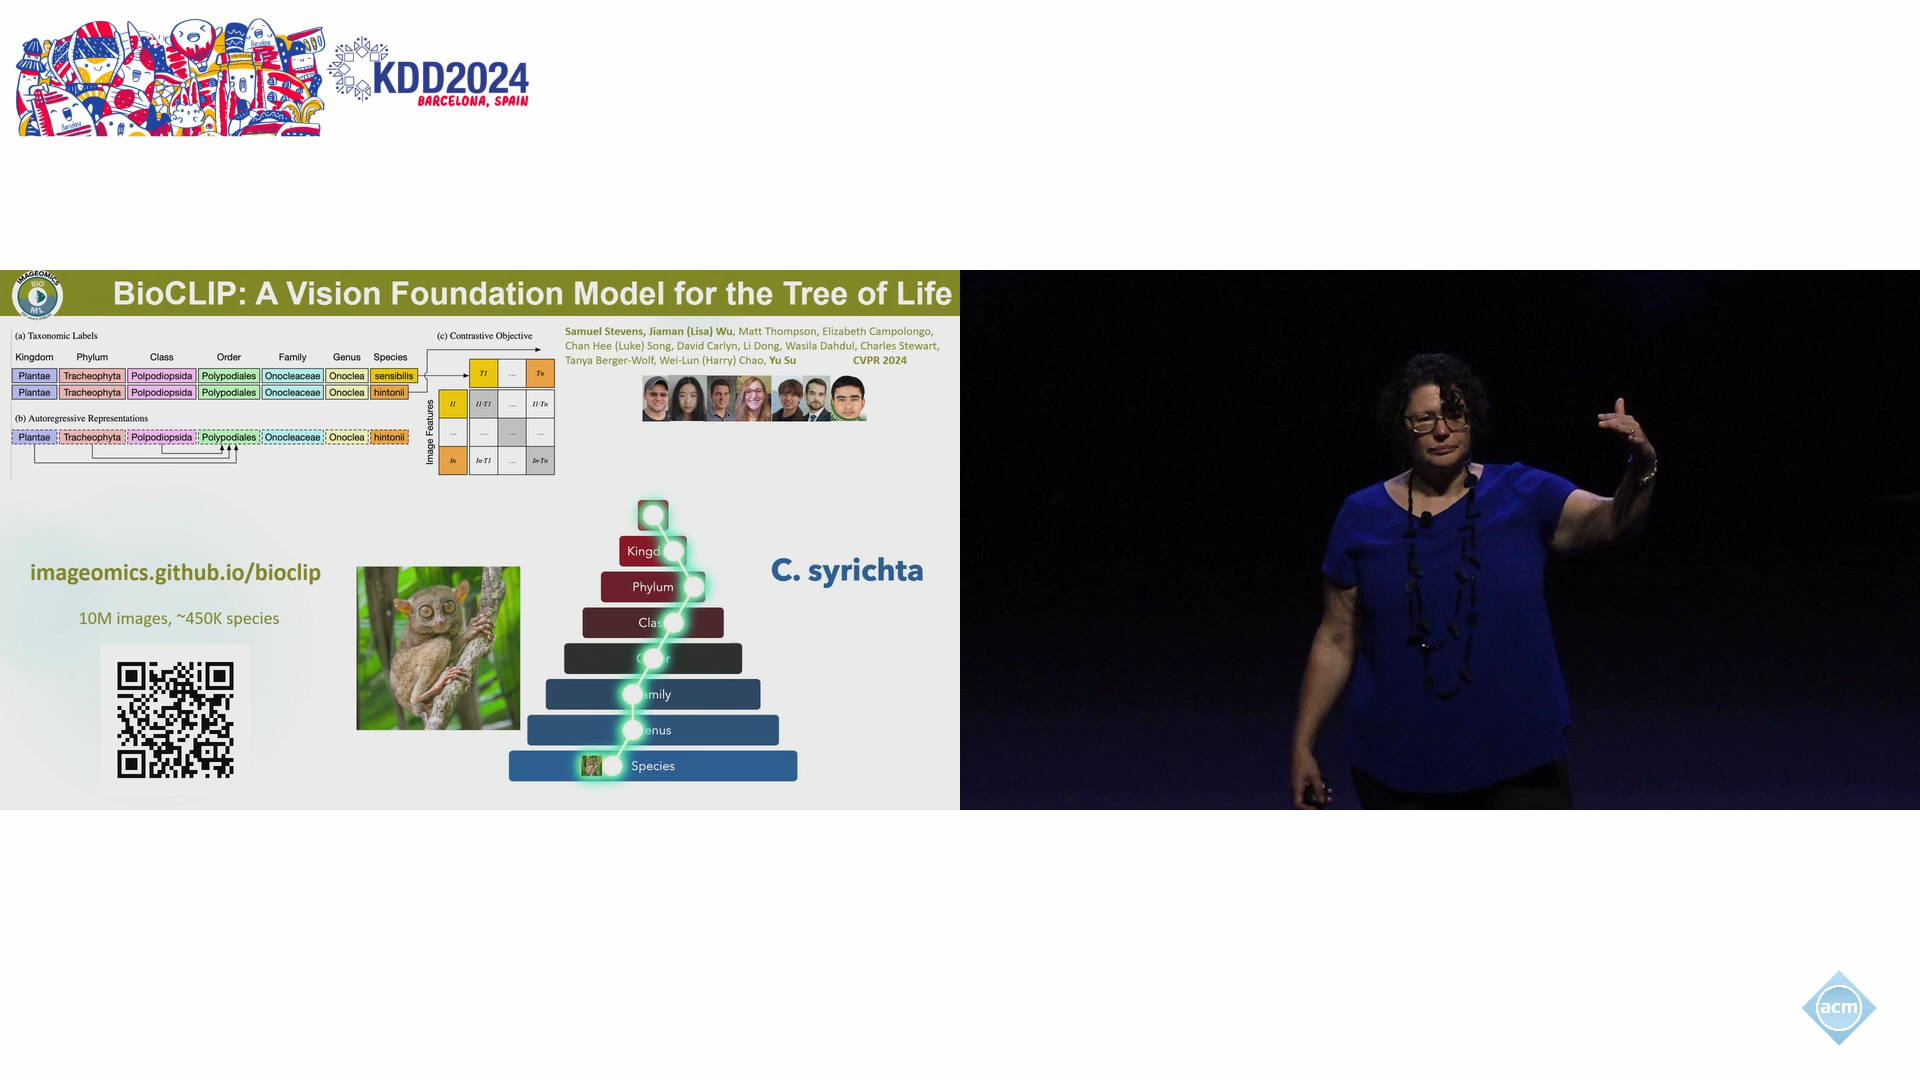 KDD2024
BARCELONA, SPAIN
IMAGEOMICS
BioCLIP: A Vision Foundation Model for the Tree of Life
(a) Taxonomic Labels
Kingdom Phylum Class Order Family Genus Species
Plantae Tracheophyta Polpodiopsida Polypodiales Onocleaceae Onoclea sensibilis
Plantae Tracheophyta Polpodiopsida Polypodiales Onocleaceae Onoclea hintonii
(b) Autoregressive Representations
Plantae Tracheophyta Polpodiopsida Polypodiales Onocleaceae Onoclea hintonii
(c) Contrastive Objective
T1 ... Tn
Image Features
I1 I1·T1 ... I1·Tn
... ... ... ...
In In·T1 ... In·Tn
Samuel Stevens, Jiaman (Lisa) Wu, Matt Thompson, Elizabeth Campolongo,
Chan Hee (Luke) Song, David Carlyn, Li Dong, Wasila Dahdul, Charles Stewart,
Tanya Berger-Wolf, Wei-Lun (Harry) Chao, Yu Su CVPR 2024
imageomics.github.io/bioclip
10M images, ~450K species
Kingd
Phylum
Clas
amily
enus
Species
C. syrichta
acm